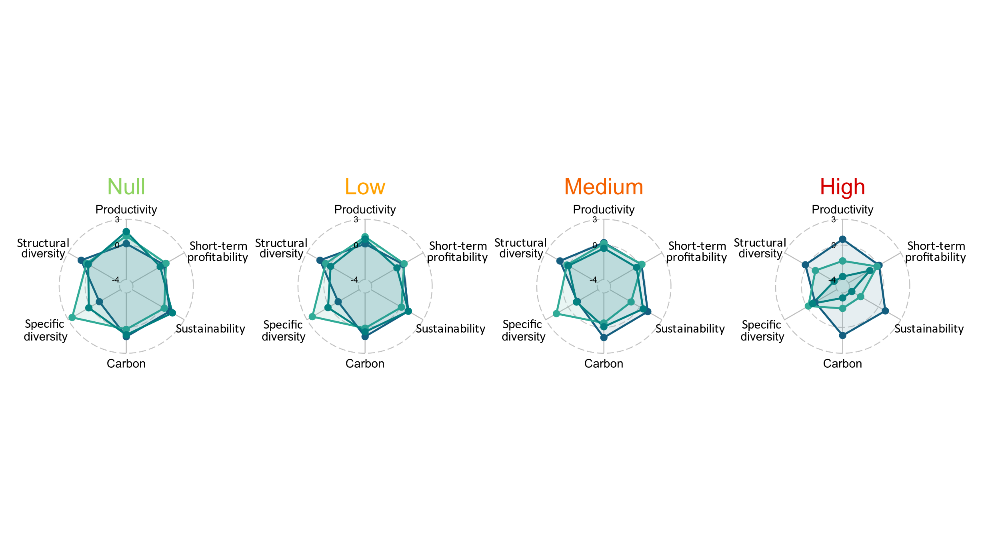 Null
Productivity
3
Structural
diversity
0
Short-term
profitability
-4
Specific
diversity
Sustainability
Carbon
Low
Productivity
3
Structural
diversity
0
Short-term
profitability
-4
Specific
diversity
Sustainability
Carbon
Medium
Productivity
3
Structural
diversity
0
Short-term
profitability
-4
Specific
diversity
Sustainability
Carbon
High
Productivity
3
Structural
diversity
0
Short-term
profitability
-4
Specific
diversity
Sustainability
Carbon